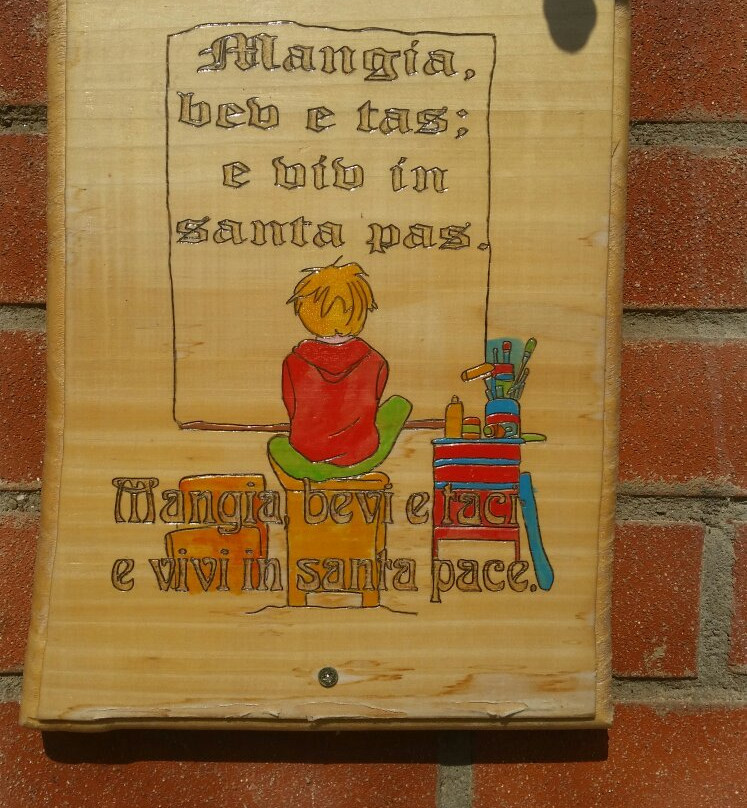 Mangia,
bev e tas;
e viv in
santa pas.
Mangia, bevi e taci
e vivi in santa pace.